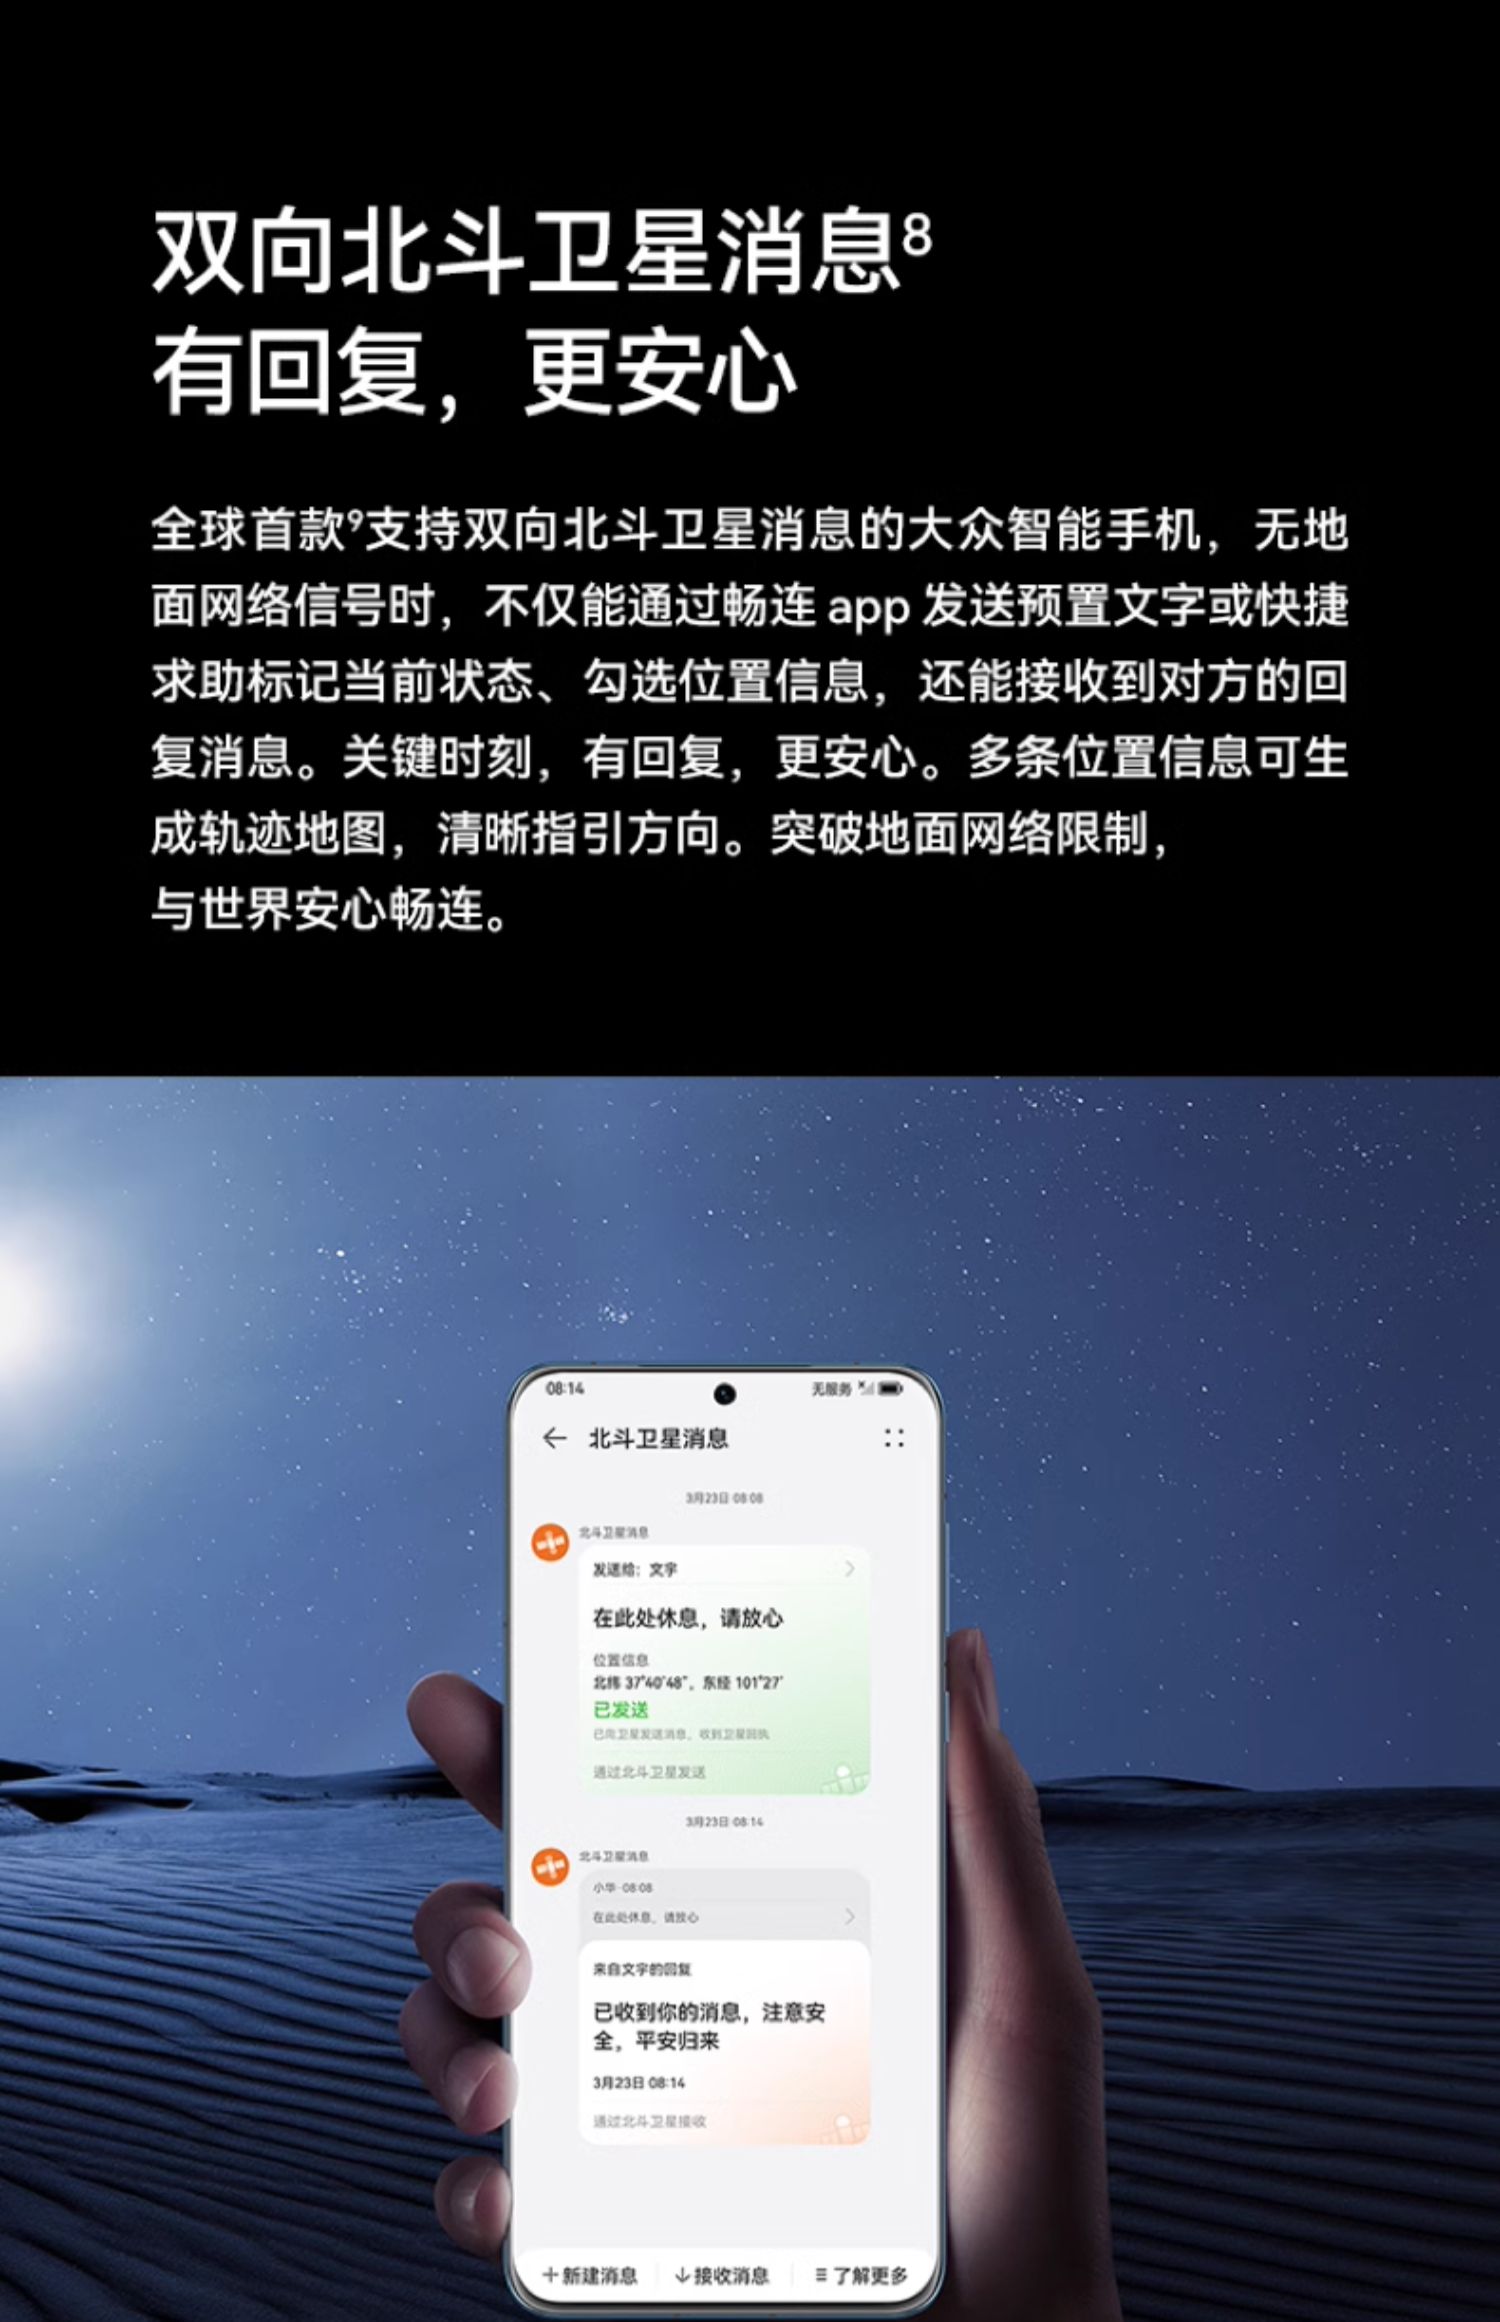 双向北斗卫星消息8
有回复，更安心
全球首款9支持双向北斗卫星消息的大众智能手机，无地
面网络信号时，不仅能通过畅连 app 发送预置文字或快捷
求助标记当前状态、勾选位置信息，还能接收到对方的回
复消息。关键时刻，有回复，更安心。多条位置信息可生
成轨迹地图，清晰指引方向。突破地面网络限制，
与世界安心畅连。
08:14
无服务
北斗卫星消息
3月23日 08:08
北斗卫星消息
发送给：文宇
在此处休息，请放心
位置信息
北纬 37°40'48"，东经 101°27'
已发送
已向卫星发送消息，收到卫星回执
通过北斗卫星发送
3月23日 08:14
北斗卫星消息
小华 08:08
在此处休息，请放心
来自文宇的回复
已收到你的消息，注意安
全，平安归来
3月23日 08:14
通过北斗卫星接收
新建消息
接收消息
了解更多